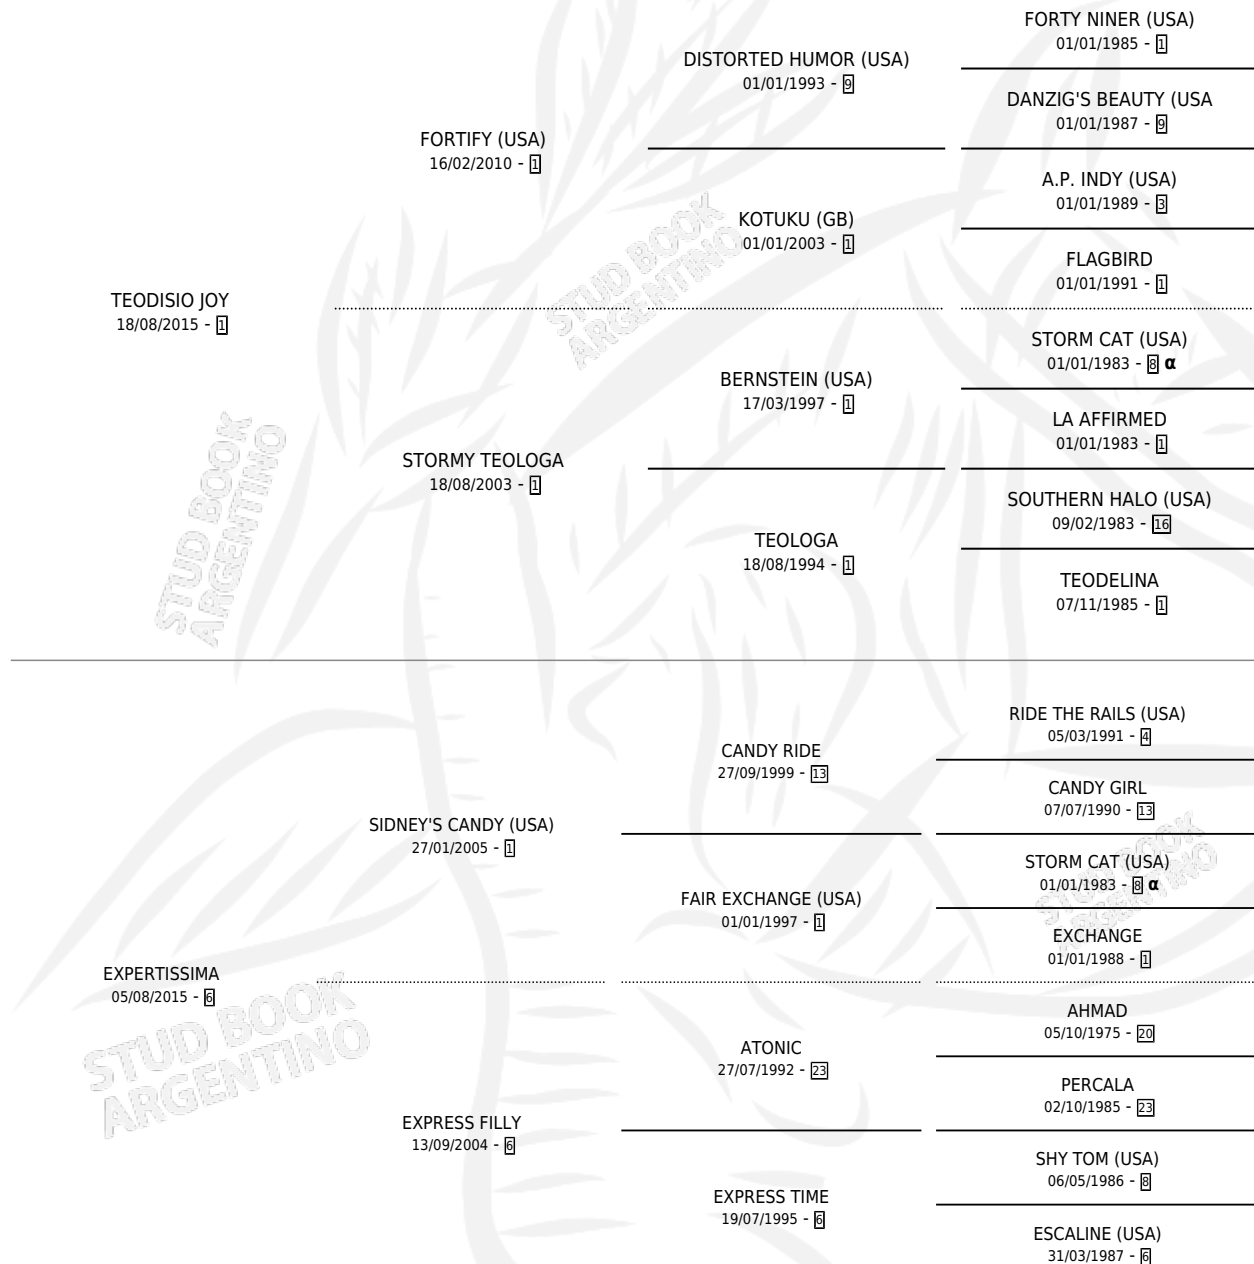 FORTY NINER (USA)
01/01/1985 - 1
DISTORTED HUMOR (USA)
01/01/1993 - 9
DANZIG'S BEAUTY (USA
01/01/1987 - 9
FORTIFY (USA)
16/02/2010 - 1
A.P. INDY (USA)
01/01/1989 - 3
KOTUKU (GB)
01/01/2003 - 1
FLAGBIRD
01/01/1991 - 1
STUD BOOK
ARGENTINO
TEODISIO JOY
18/08/2015 - 1
STORM CAT (USA)
01/01/1983 - 8 α
BERNSTEIN (USA)
17/03/1997 - 1
LA AFFIRMED
01/01/1983 - 1
STORMY TEOLOGA
18/08/2003 - 1
SOUTHERN HALO (USA)
09/02/1983 - 16
TEOLOGA
18/08/1994 - 1
TEODELINA
07/11/1985 - 1
STUD BOOK
ARGENTINO
RIDE THE RAILS (USA)
05/03/1991 - 4
CANDY RIDE
27/09/1999 - 13
CANDY GIRL
07/07/1990 - 13
SIDNEY'S CANDY (USA)
27/01/2005 - 1
STORM CAT (USA)
01/01/1983 - 8 α
STUD BOOK
ARGENTINO
FAIR EXCHANGE (USA)
01/01/1997 - 1
EXCHANGE
01/01/1988 - 1
EXPERTISSIMA
05/08/2015 - 6
AHMAD
05/10/1975 - 20
ATONIC
27/07/1992 - 23
PERCALA
02/10/1985 - 23
STUD BOOK
ARGENTINO
EXPRESS FILLY
13/09/2004 - 6
SHY TOM (USA)
06/05/1986 - 8
EXPRESS TIME
19/07/1995 - 6
ESCALINE (USA)
31/03/1987 - 6